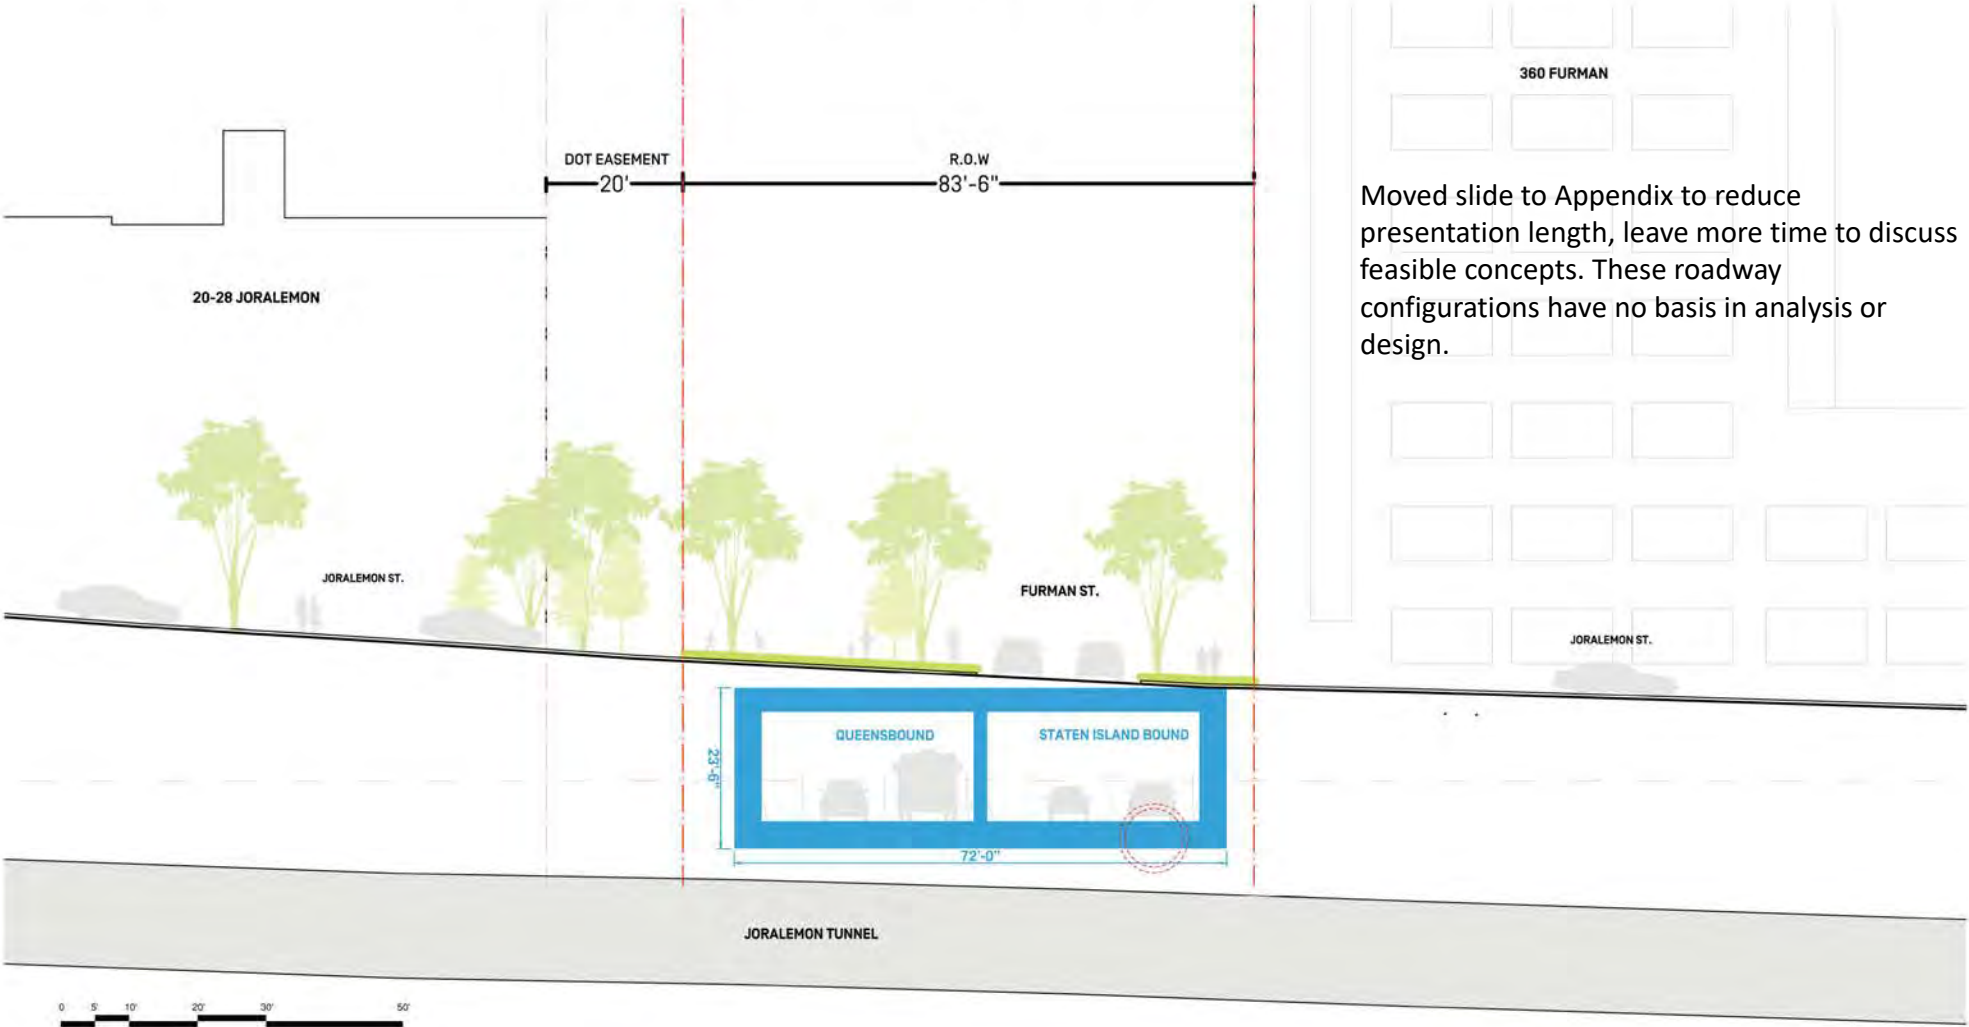 360 FURMAN
DOT EASEMENT
20'
R.O.W
83'-6"
Moved slide to Appendix to reduce
presentation length, leave more time to discuss
feasible concepts. These roadway
configurations have no basis in analysis or
design.
20-28 JORALEMON
JORALEMON ST.
FURMAN ST.
JORALEMON ST.
QUEENSBOUND
STATEN ISLAND BOUND
23'-6"
72'-0"
JORALEMON TUNNEL
0 5' 10' 20' 30' 50'